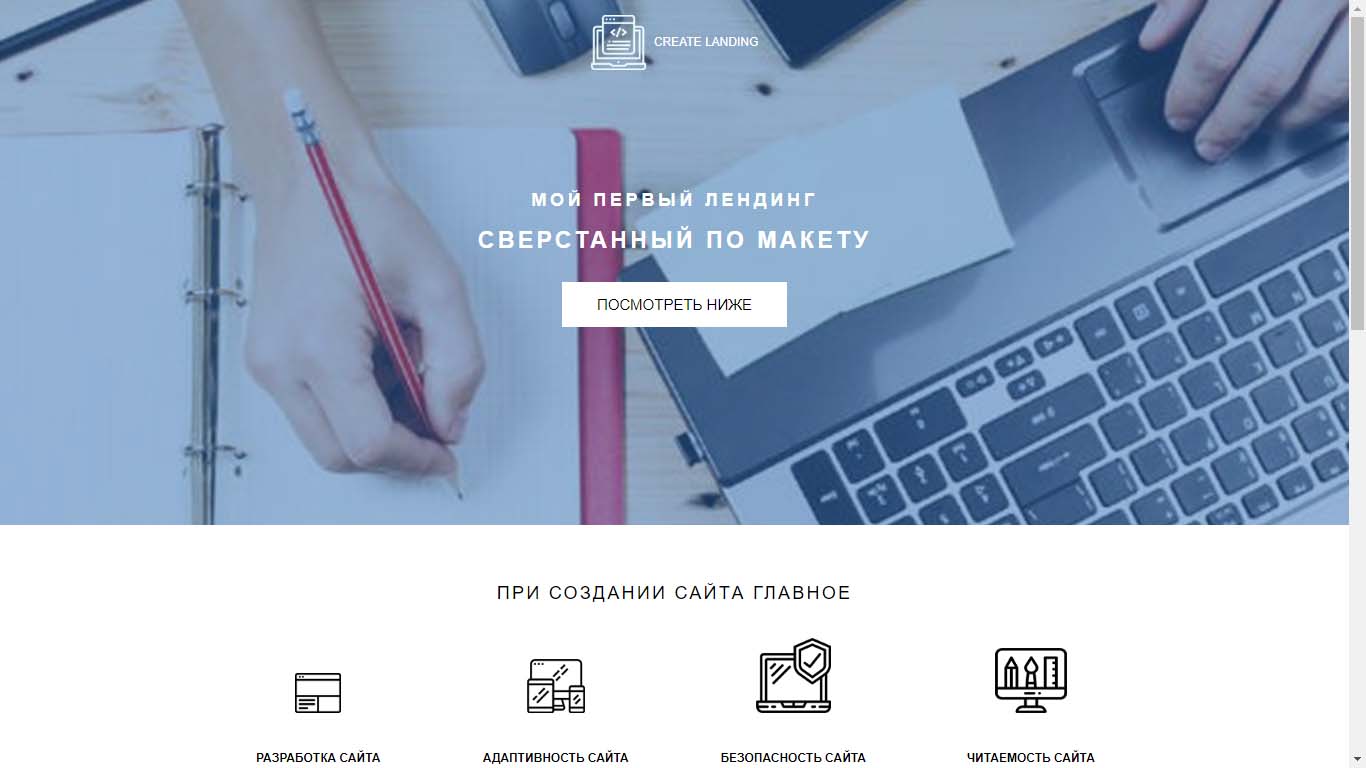 CREATE LANDING
МОЙ ПЕРВЫЙ ЛЕНДИНГ
СВЕРСТАННЫЙ ПО МАКЕТУ
ПОСМОТРЕТЬ НИЖЕ
ПРИ СОЗДАНИИ САЙТА ГЛАВНОЕ
РАЗРАБОТКА САЙТА
АДАПТИВНОСТЬ САЙТА
БЕЗОПАСНОСТЬ САЙТА
ЧИТАЕМОСТЬ САЙТА